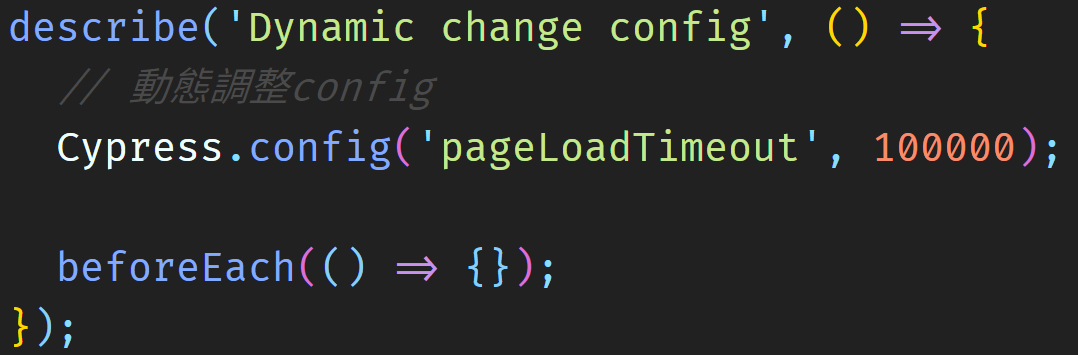 describe('Dynamic change config', () => {
// 動態調整config
Cypress.config('pageLoadTimeout', 100000);
beforeEach(() => {});
});